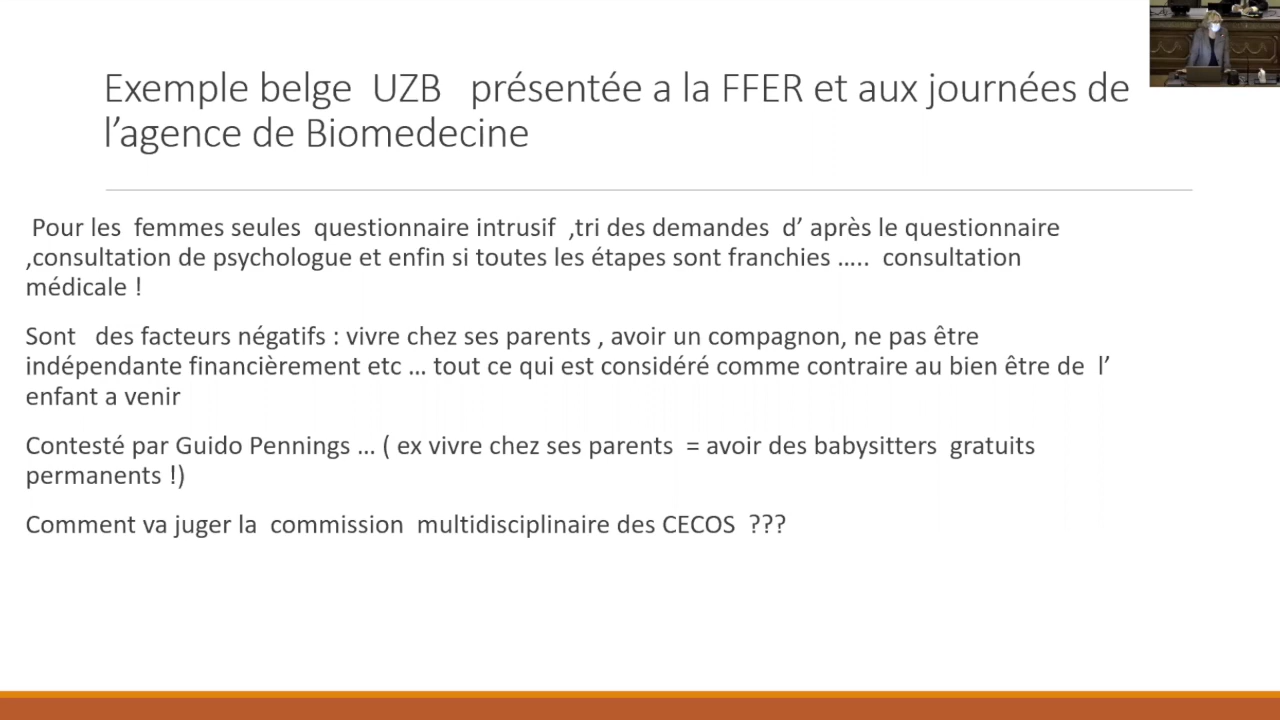 Exemple belge UZB présentée a la FFER et aux journées de
l’agence de Biomedecine
Pour les femmes seules questionnaire intrusif ,tri des demandes d’ après le questionnaire
,consultation de psychologue et enfin si toutes les étapes sont franchies ….. consultation
médicale !
Sont des facteurs négatifs : vivre chez ses parents , avoir un compagnon, ne pas être
indépendante financièrement etc … tout ce qui est considéré comme contraire au bien être de l’
enfant a venir
Contesté par Guido Pennings … ( ex vivre chez ses parents = avoir des babysitters gratuits
permanents !)
Comment va juger la commission multidisciplinaire des CECOS ???